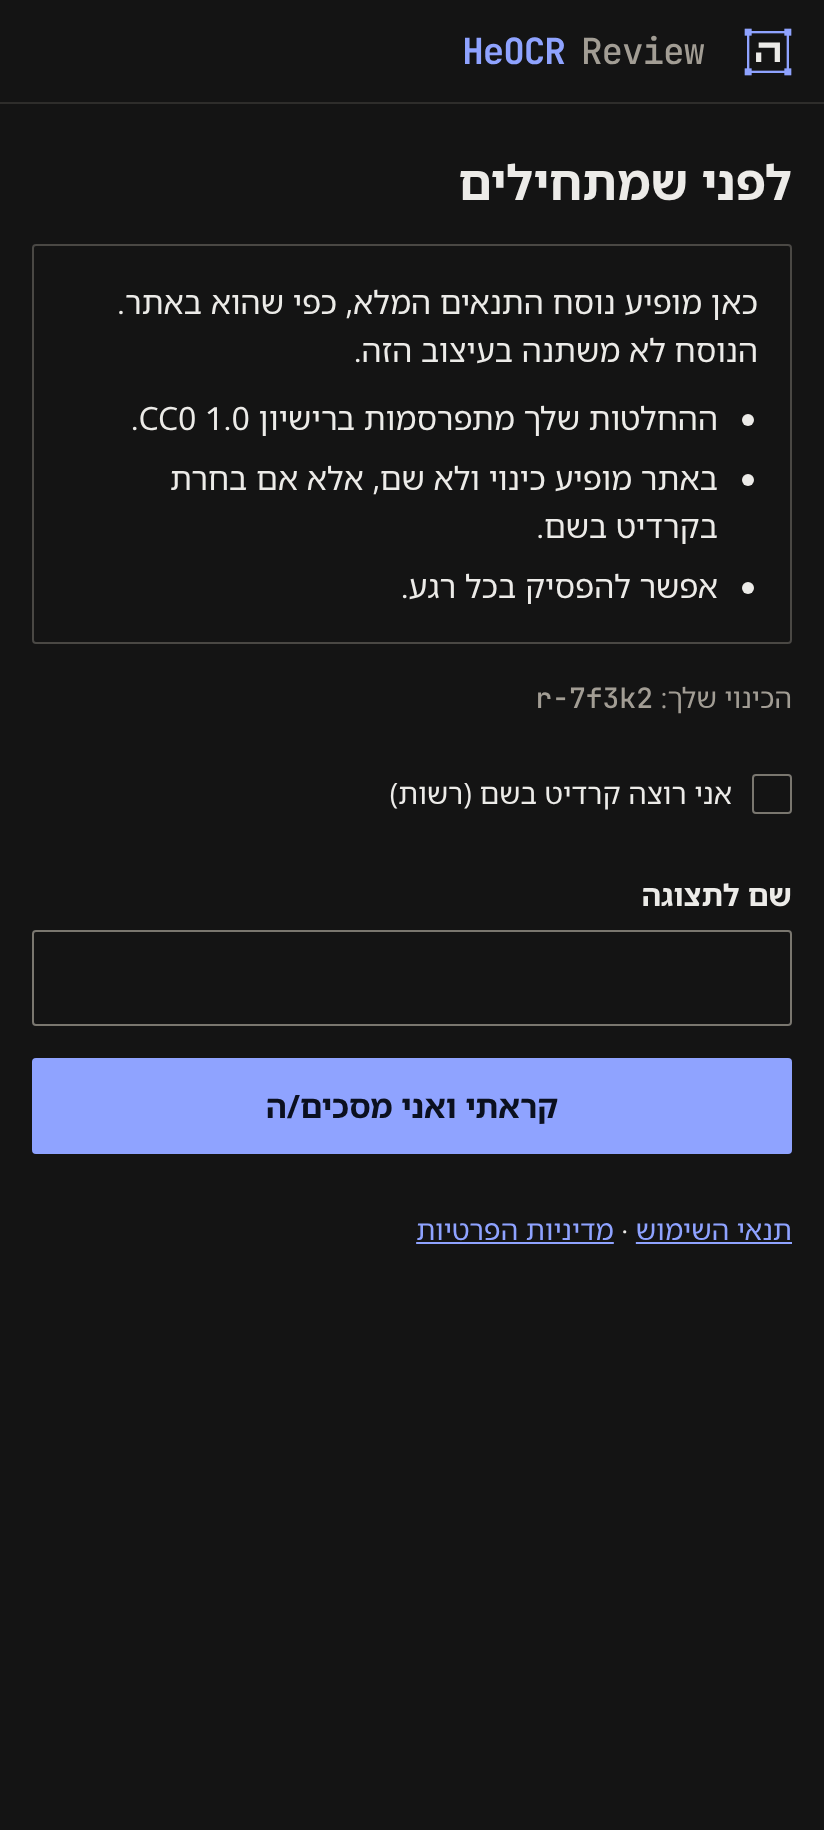 ה HeOCR Review
לפני שמתחילים
כאן מופיע נוסח התנאים המלא, כפי שהוא באתר.
הנוסח לא משתנה בעיצוב הזה.
• ההחלטות שלך מתפרסמות ברישיון CC0 1.0.
• באתר מופיע כינוי ולא שם, אלא אם בחרת
בקרדיט בשם.
• אפשר להפסיק בכל רגע.
הכינוי שלך: r-7f3k2
אני רוצה קרדיט בשם (רשות)
שם לתצוגה
קראתי ואני מסכים/ה
תנאי השימוש · מדיניות הפרטיות